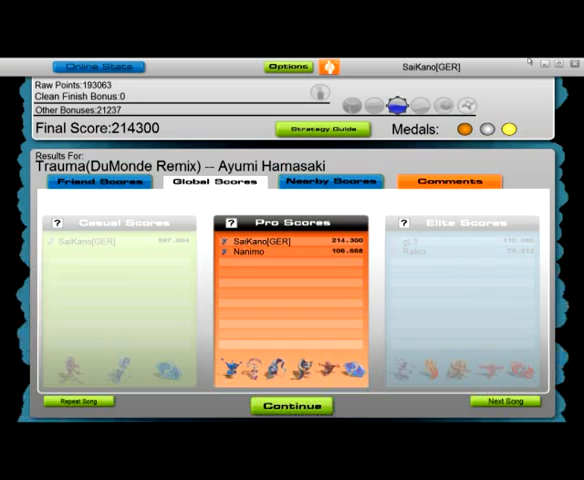 Online Stats
Options
SaiKano[GER]
Raw Points:193063
Clean Finish Bonus:0
Other Bonuses:21237
Final Score:214300
Strategy Guide
Medals:
Results For:
Trauma(DuMonde Remix) -- Ayumi Hamasaki
Friend Scores
Global Scores
Nearby Scores
Comments
? Casual Scores
? Pro Scores
? Elite Scores
SaiKano[GER]
SaiKano[GER] 214.300
Nanimo 106.668
Repeat Song
Continue
Next Song